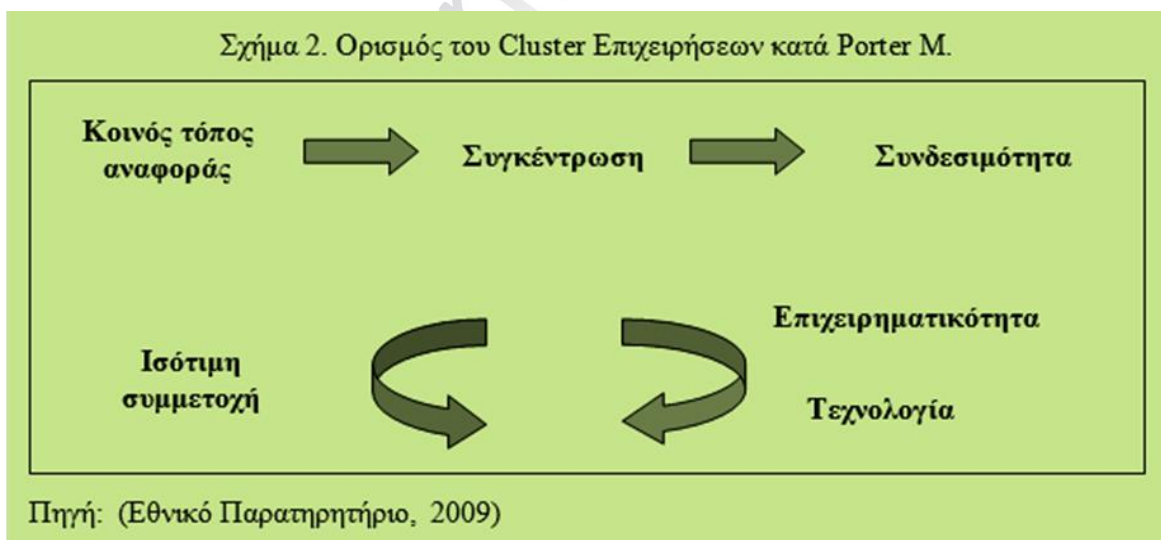 Σχήμα 2. Ορισμός του Cluster Επιχειρήσεων κατά Porter M.
Κοινός τόπος
αναφοράς
Συγκέντρωση
Συνδεσιμότητα
Ισότιμη
συμμετοχή
Επιχειρηματικότητα
Τεχνολογία
Πηγή: (Εθνικό Παρατηρητήριο, 2009)